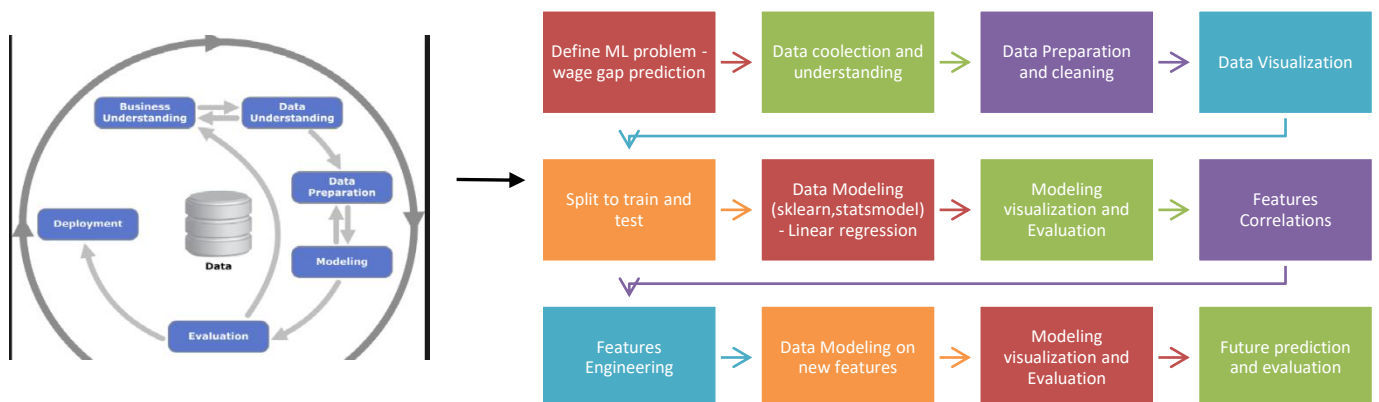 Business
Understanding
Data
Understanding
Data
Preparation
Deployment
Data
Modeling
Evaluation
Define ML problem -
wage gap prediction
Data coolection and
understanding
Data Preparation
and cleaning
Data Visualization
Split to train and
test
Data Modeling
(sklearn,statsmodel)
- Linear regression
Modeling
visualization and
Evaluation
Features
Correlations
Features
Engineering
Data Modeling on
new features
Modeling
visualization and
Evaluation
Future prediction
and evaluation